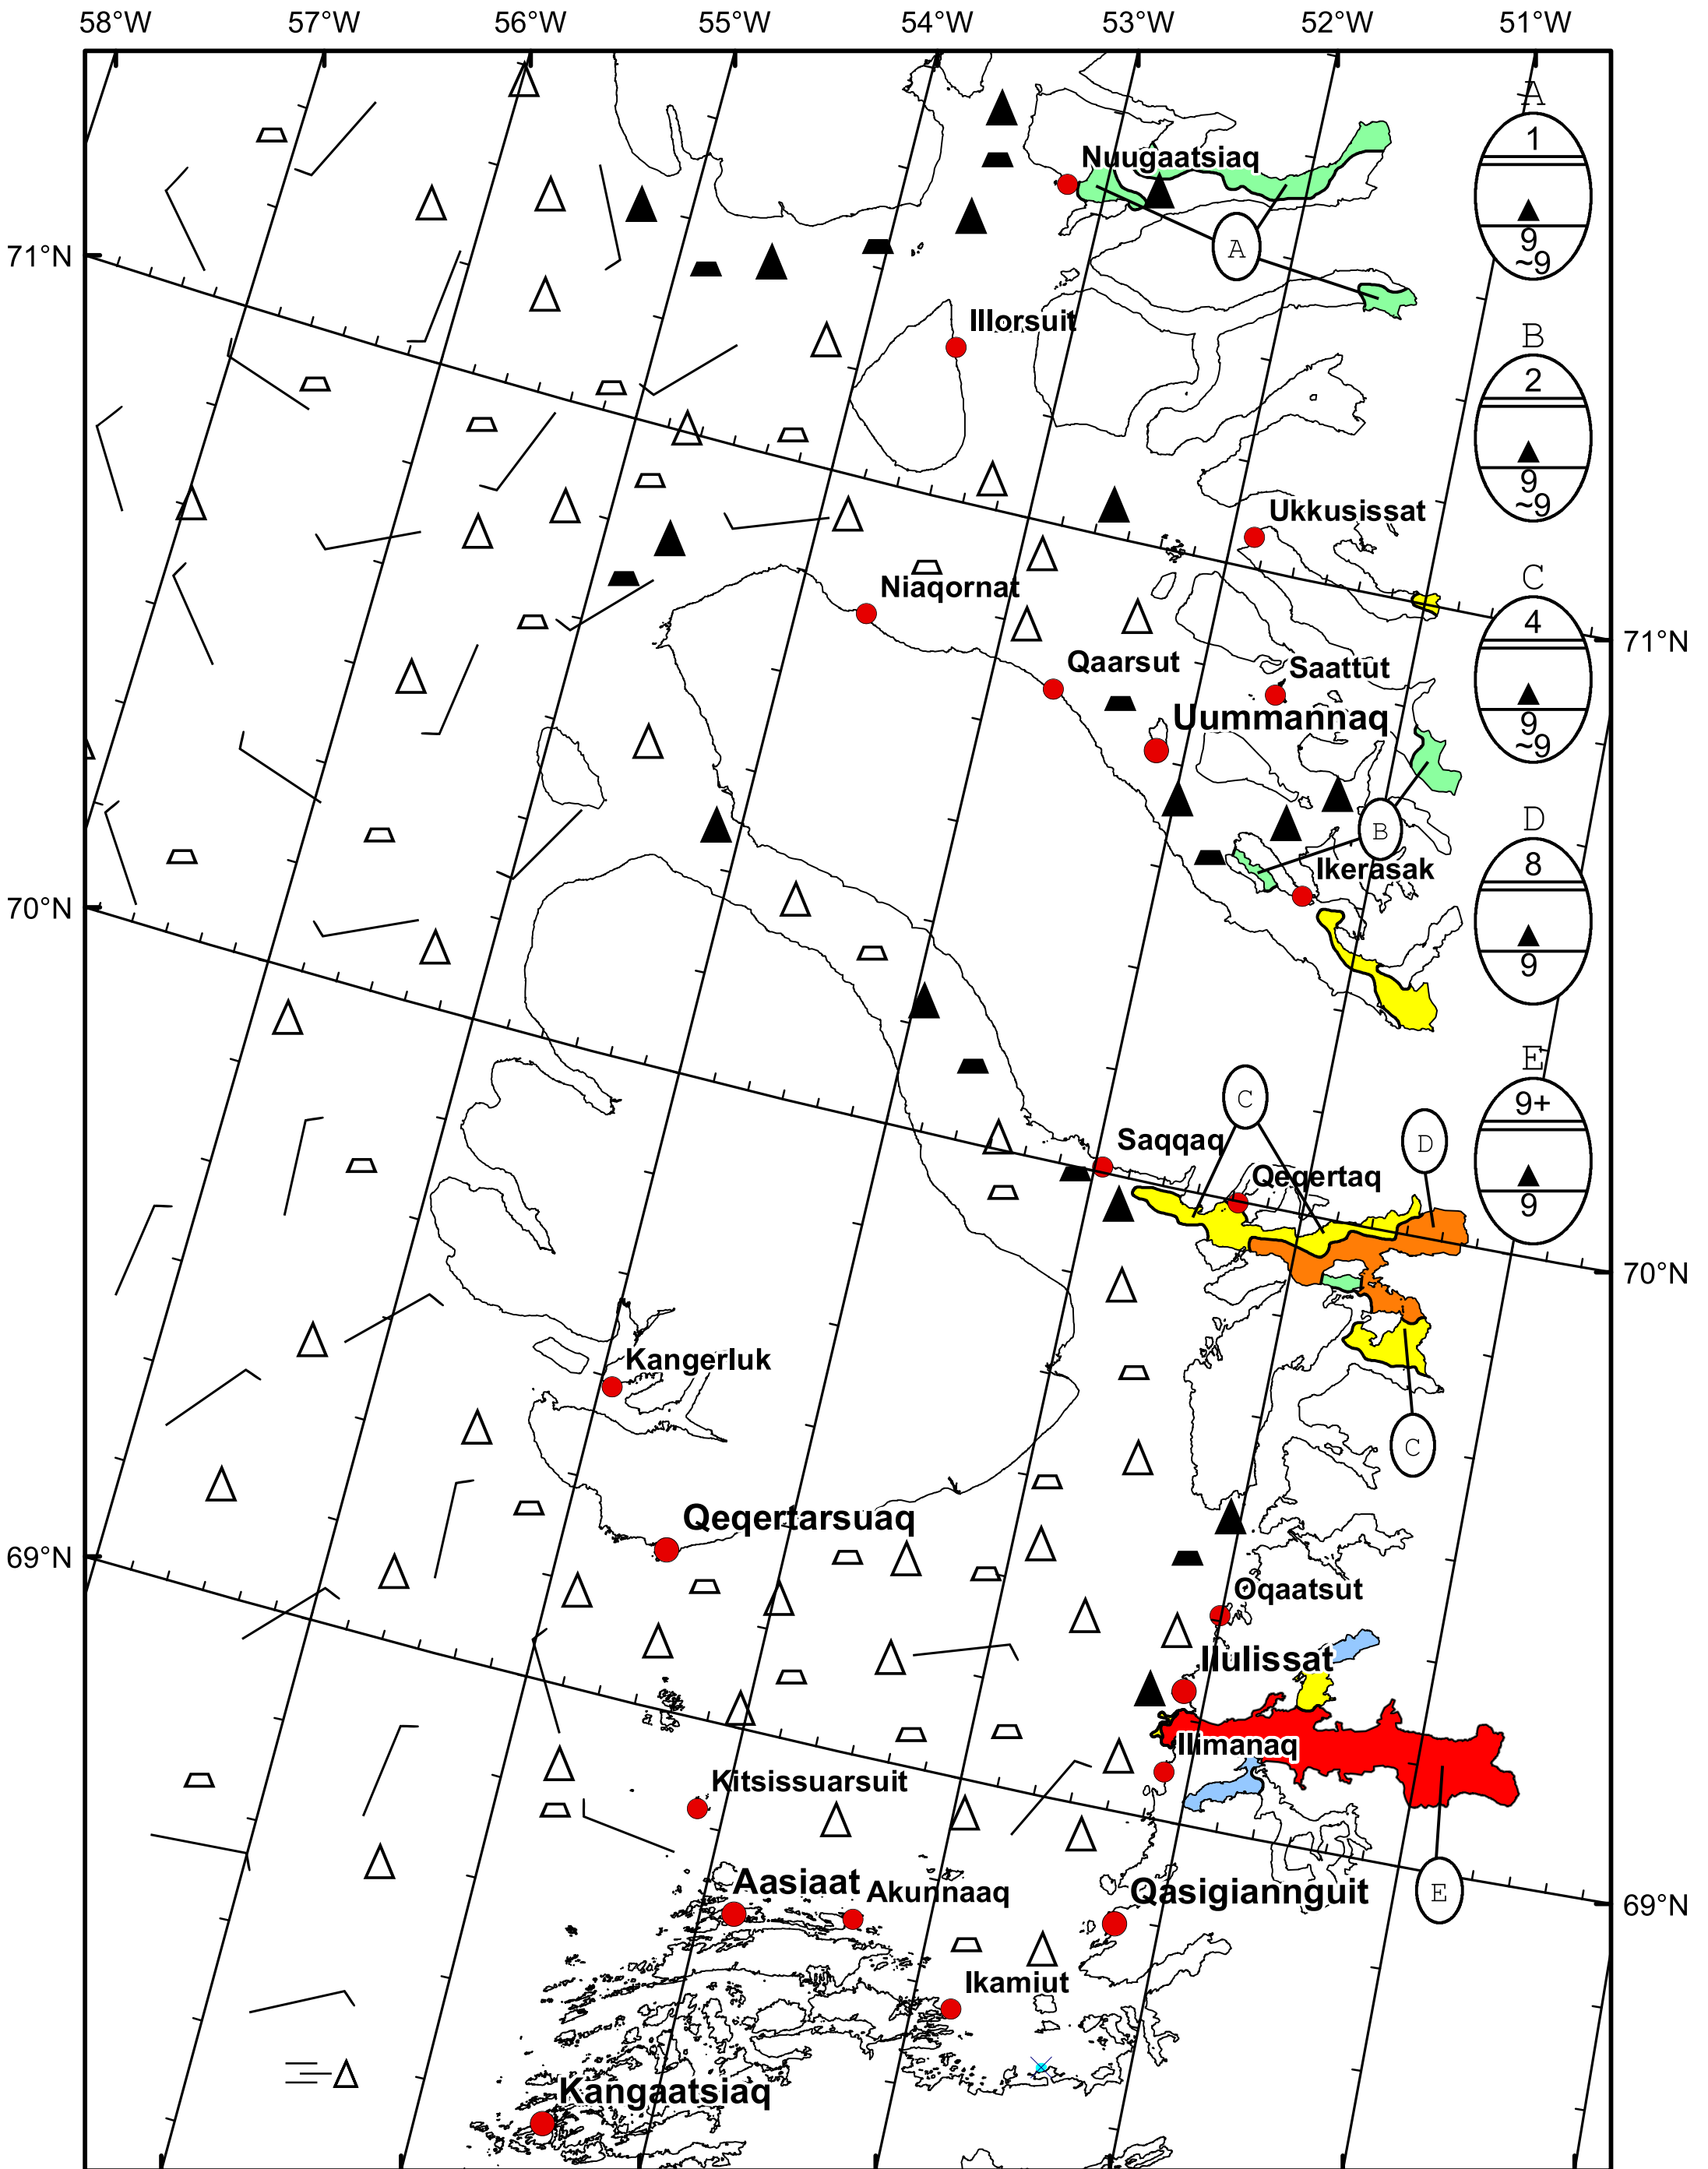 58°W 57°W 56°W 55°W 54°W 53°W 52°W 51°W
A
1
Nuugaatsiaq
9
~9
A
71°N
Illorsuit
B
2
9
~9
Ukkusissat
Niaqornat
C
4
71°N
Qaarsut
Saattut
9
~9
Uummannaq
B
D
8
Ikerasak
70°N
9
E
9+
C
D
Saqqaq
Qeqertaq
9
70°N
Kangerluk
C
Qeqertarsuaq
69°N
Oqaatsut
Ilulissat
Ilimanaq
Kitsissuarsuit
Aasiaat
Akunnaaq
Qasigiannguit
E
69°N
Ikamiut
Kangaatsiaq